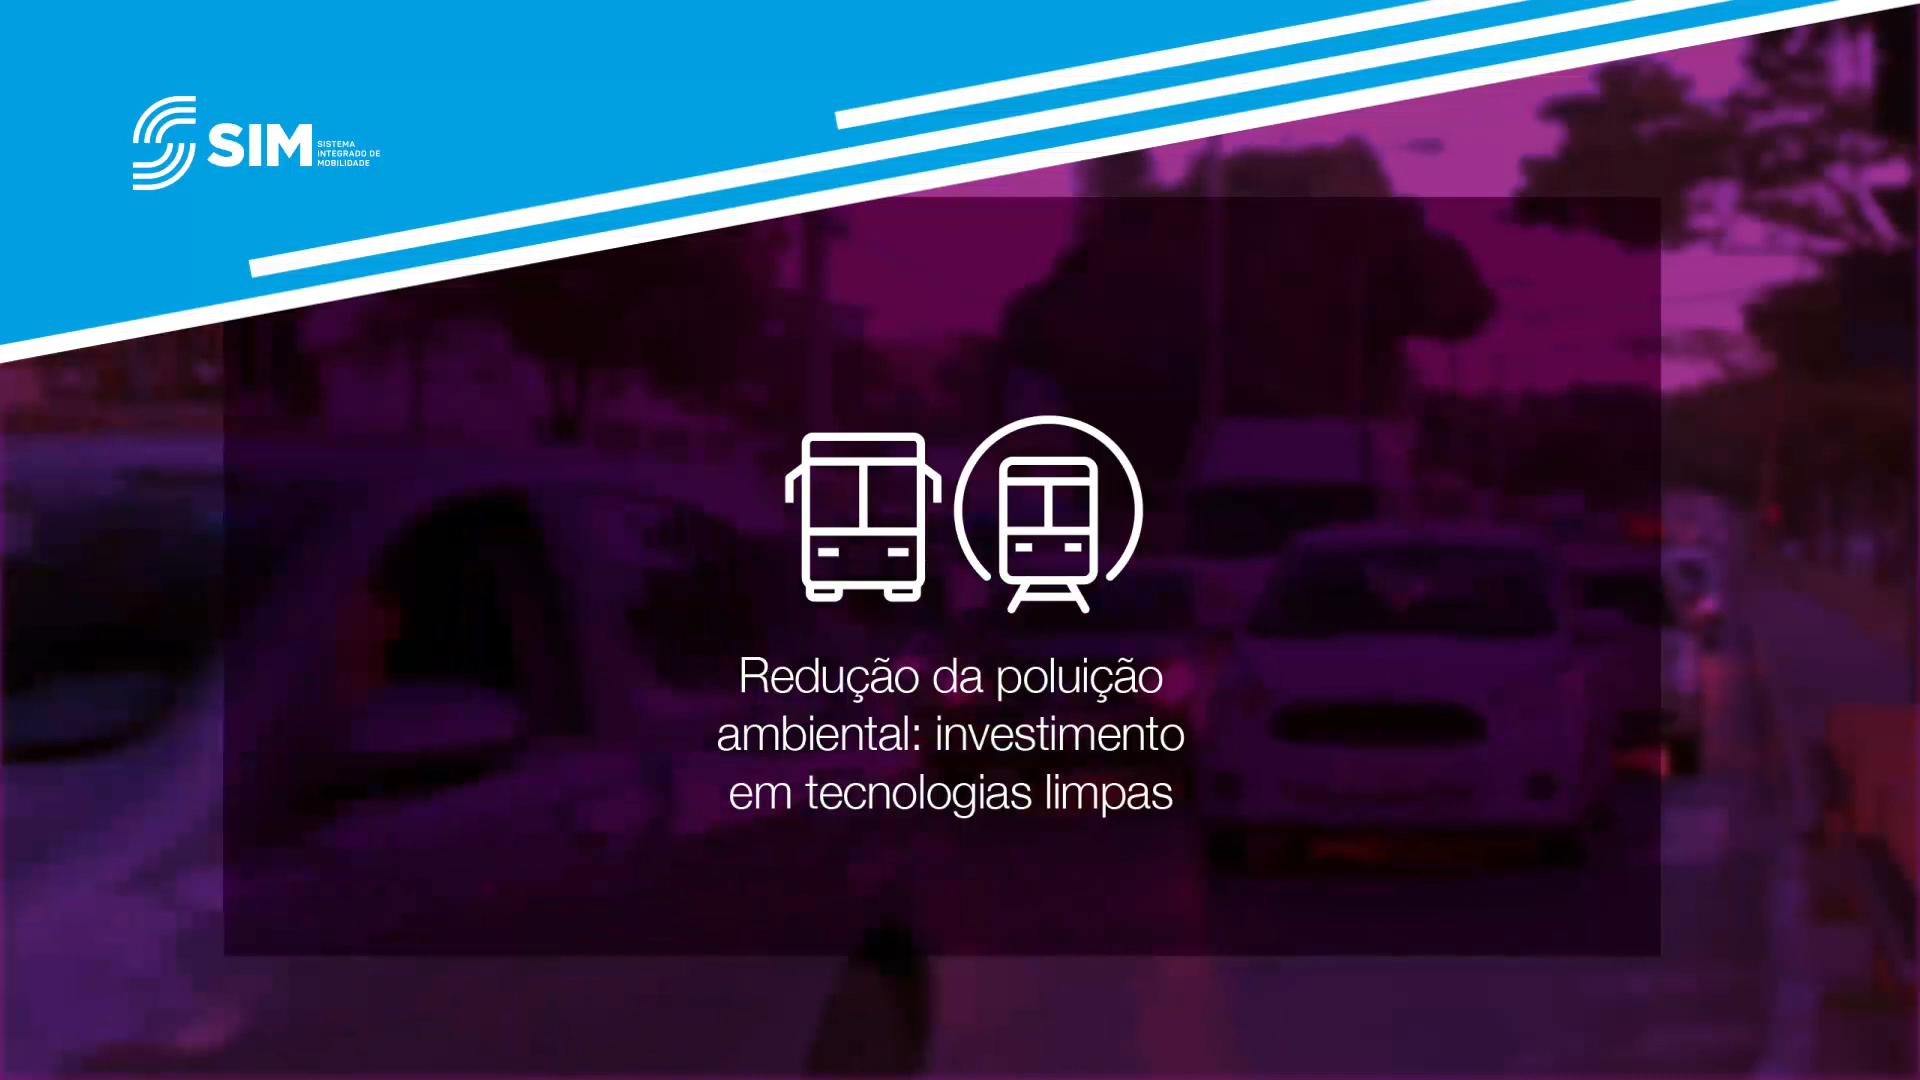 SIM
SISTEMA
INTEGRADO DE
MOBILIDADE
Redução da poluição
ambiental: investimento
em tecnologias limpas